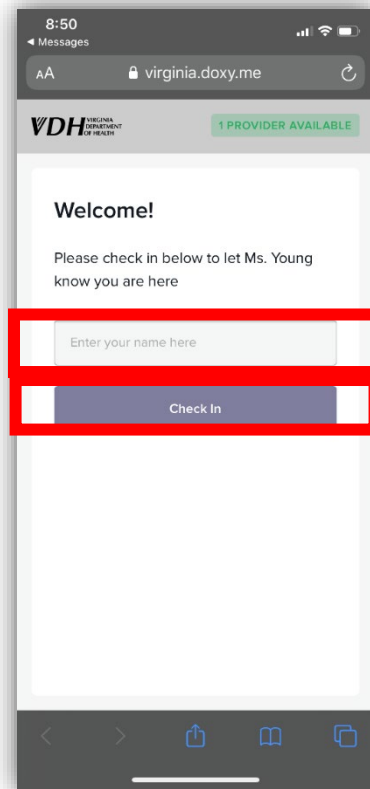 8:50
◀ Messages
AA virginia.doxy.me
VDH VIRGINIA DEPARTMENT OF HEALTH
1 PROVIDER AVAILABLE
Welcome!
Please check in below to let Ms. Young
know you are here
Enter your name here
Check In